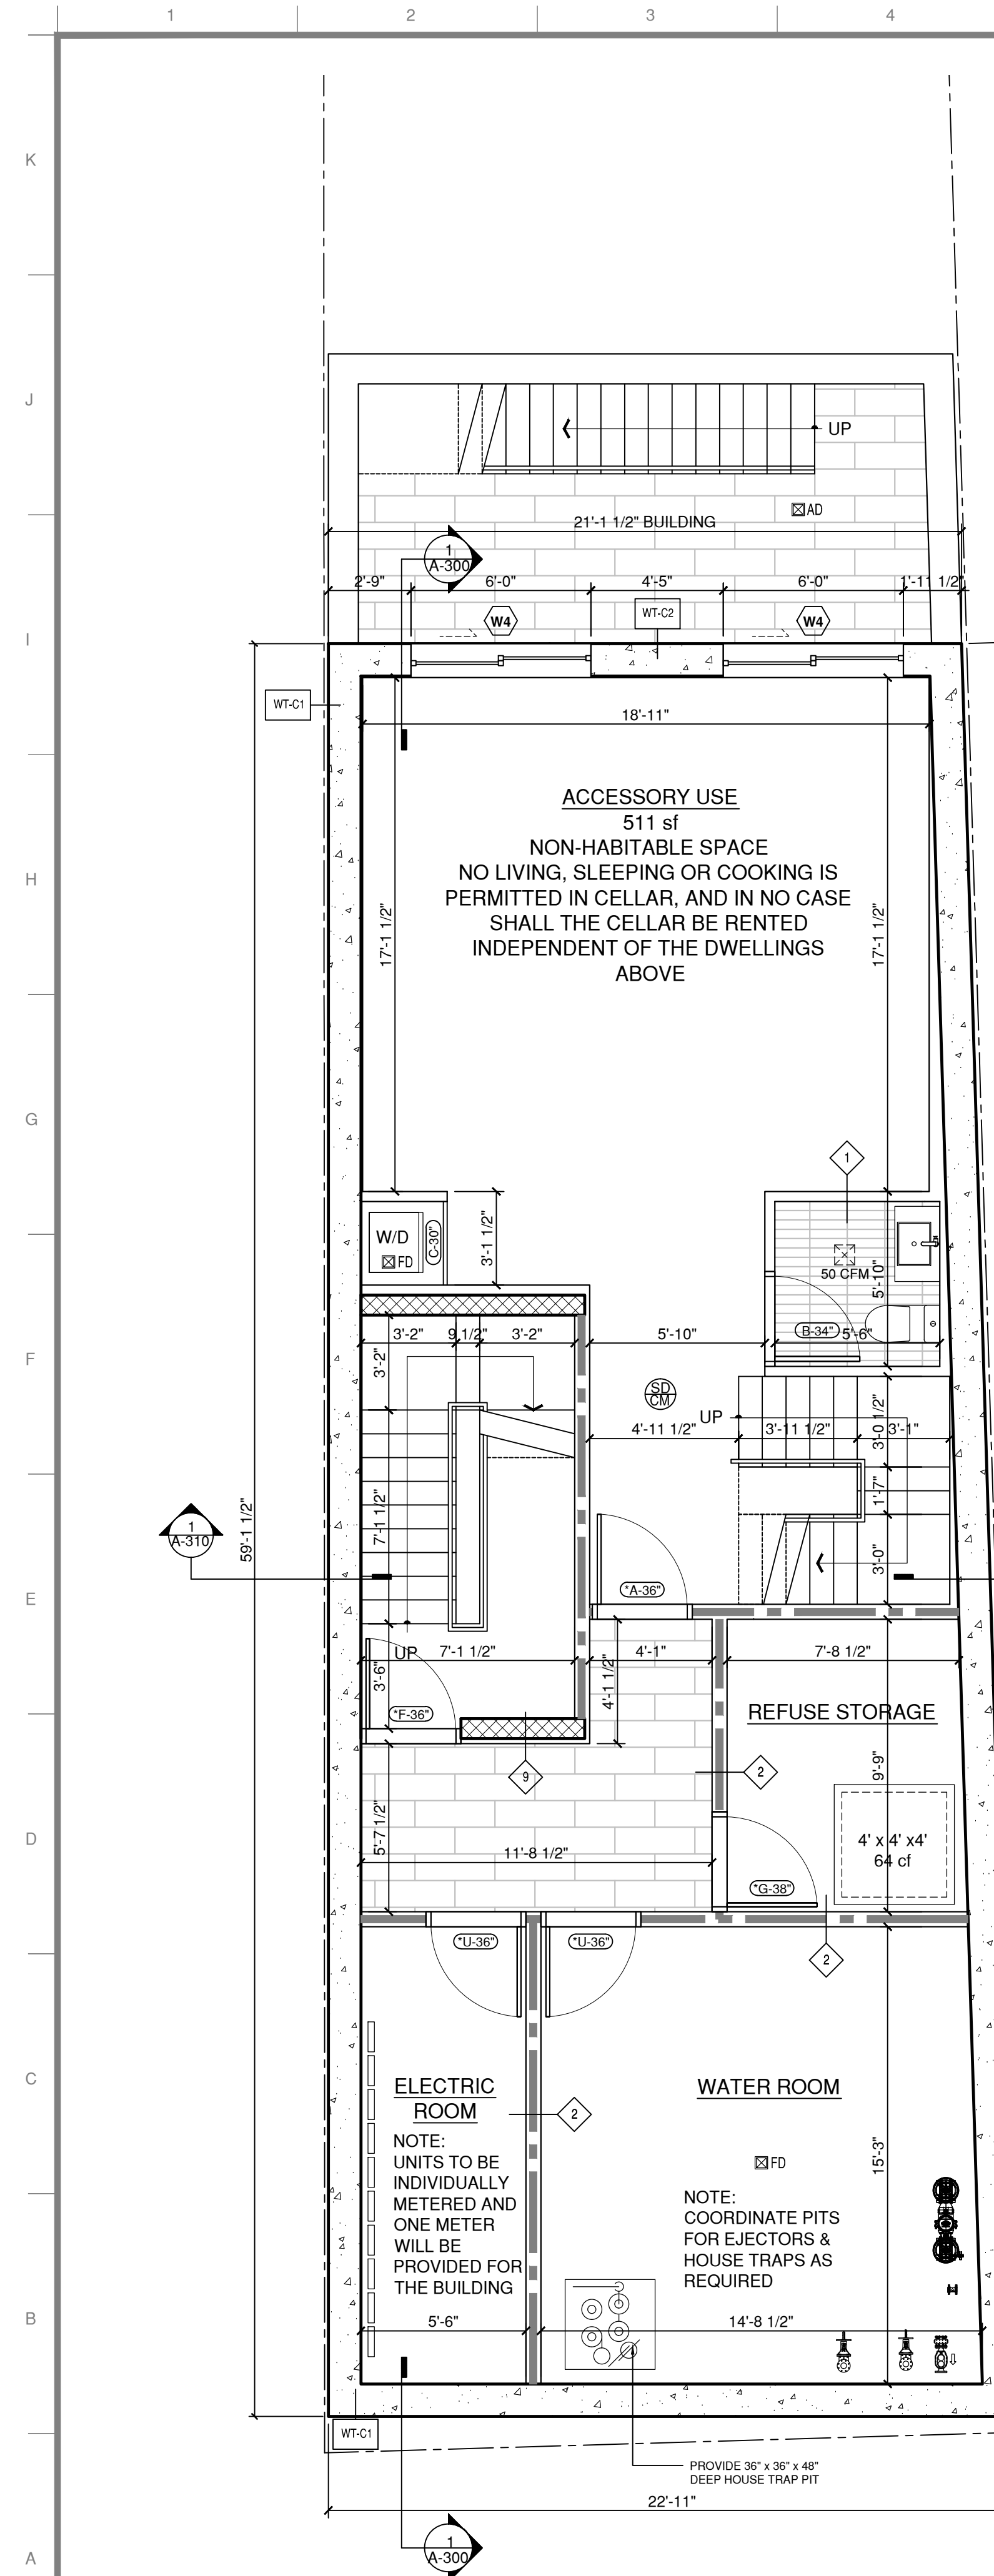 1 2 3 4
K
J
UP
AD
21'-1 1/2" BUILDING
1
A-300
2'-9" 6'-0" 4'-5" 6'-0" 1'-11 1/2"
WT-C2
W4 W4
I
WT-C1
18'-11"
ACCESSORY USE
511 sf
NON-HABITABLE SPACE
NO LIVING, SLEEPING OR COOKING IS
PERMITTED IN CELLAR, AND IN NO CASE
SHALL THE CELLAR BE RENTED
INDEPENDENT OF THE DWELLINGS
ABOVE
H
17'-1 1/2" 17'-1 1/2"
G
1
W/D
FD
C-30"
3'-1 1/2"
50 CFM
5'-10"
B-34" 5'-6"
3'-2" 9 1/2" 3'-2" 5'-10"
F
3'-2"
SD
CM
UP
4'-11 1/2" 3'-11 1/2" 3'-1"
3'-0 1/2"
1'-7"
7'-1 1/2"
59'-1 1/2"
1
A-310
3'-0"
*A-36"
E
UP 7'-1 1/2" 4'-1" 7'-8 1/2"
3'-6"
4'-1 1/2"
*F-36"
REFUSE STORAGE
9
2
9'-9"
D
5'-7 1/2"
11'-8 1/2"
4' x 4' x4'
64 cf
*G-38"
*U-36" *U-36"
2
C
ELECTRIC
ROOM
WATER ROOM
2
NOTE:
UNITS TO BE
INDIVIDUALLY
METERED AND
ONE METER
WILL BE
PROVIDED FOR
THE BUILDING
FD
15'-3"
NOTE:
COORDINATE PITS
FOR EJECTORS &
HOUSE TRAPS AS
REQUIRED
B
5'-6" 14'-8 1/2"
WT-C1
PROVIDE 36" x 36" x 48"
DEEP HOUSE TRAP PIT
22'-11"
1
A-300
A